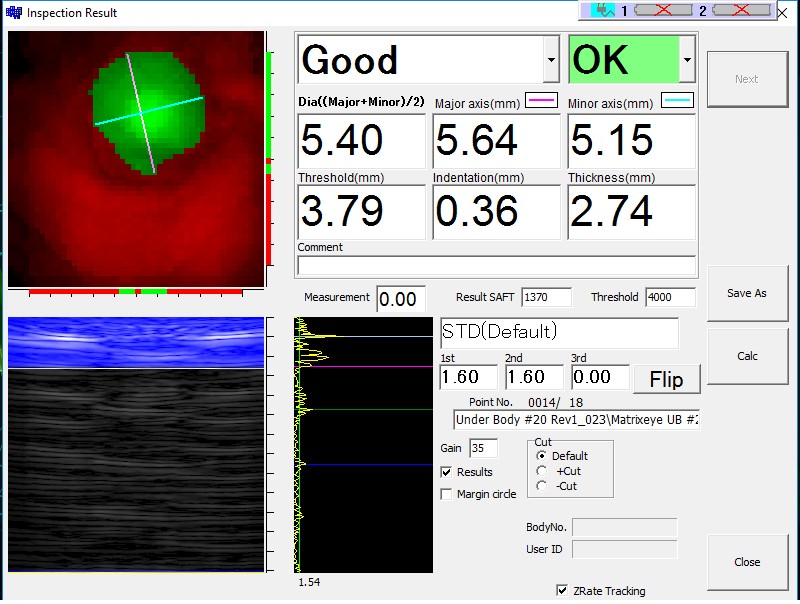 Inspection Result
1 2
Good OK
Next
Dia((Major+Minor)/2) Major axis(mm) Minor axis(mm)
5.40 5.64 5.15
Threshold(mm) Indentation(mm) Thickness(mm)
3.79 0.36 2.74
Comment
Measurement 0.00 Result SAFT 1370 Threshold 4000
Save As
STD(Default)
1st 2nd 3rd
1.60 1.60 0.00 Flip
Calc
Point No. 0014/ 18
Under Body #20 Rev1_023\Matrixeye UB #2
Gain 35
Cut
Default
+Cut
-Cut
Results
Margin circle
BodyNo.
User ID
Close
1.54
ZRate Tracking